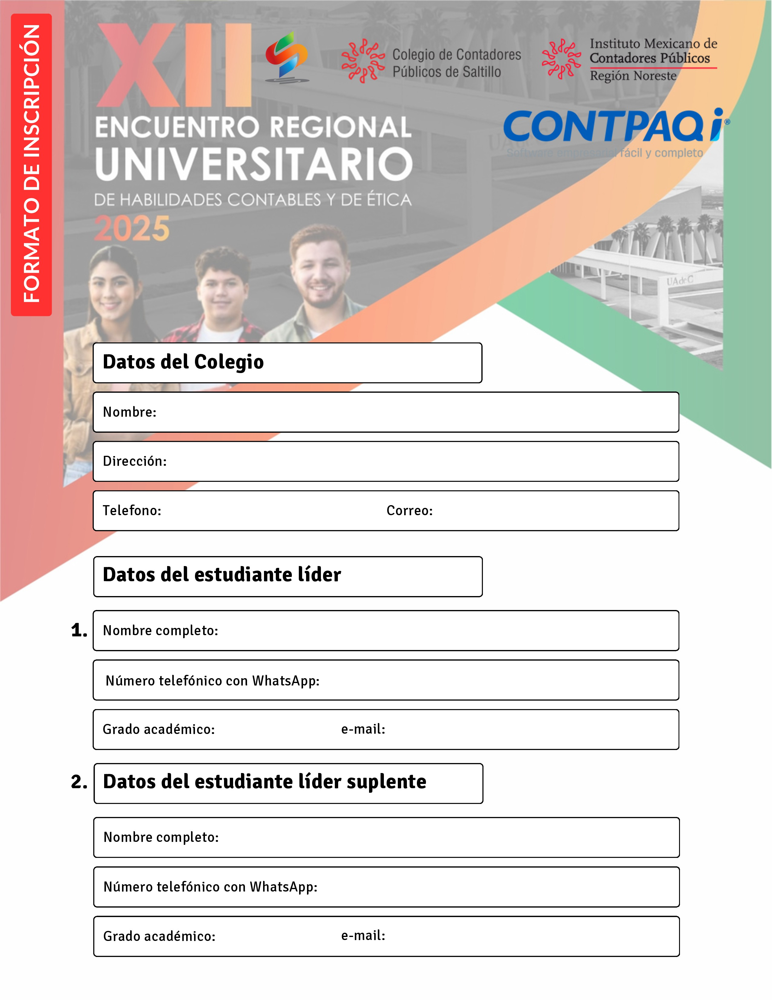 FORMATO DE INSCRIPCIÓN
XII
Colegio de Contadores
Públicos de Saltillo
Instituto Mexicano de
Contadores Públicos
Región Noreste
ENCUENTRO REGIONAL
UNIVERSITARIO
DE HABILIDADES CONTABLES Y DE ÉTICA
2025
CONTPAQi®
Software empresarial fácil y completo
UAdeC
UAdeC
Datos del Colegio
Nombre:
Dirección:
Telefono: Correo:
Datos del estudiante líder
1. Nombre completo:
Número telefónico con WhatsApp:
Grado académico: e-mail:
2. Datos del estudiante líder suplente
Nombre completo:
Número telefónico con WhatsApp:
Grado académico: e-mail: